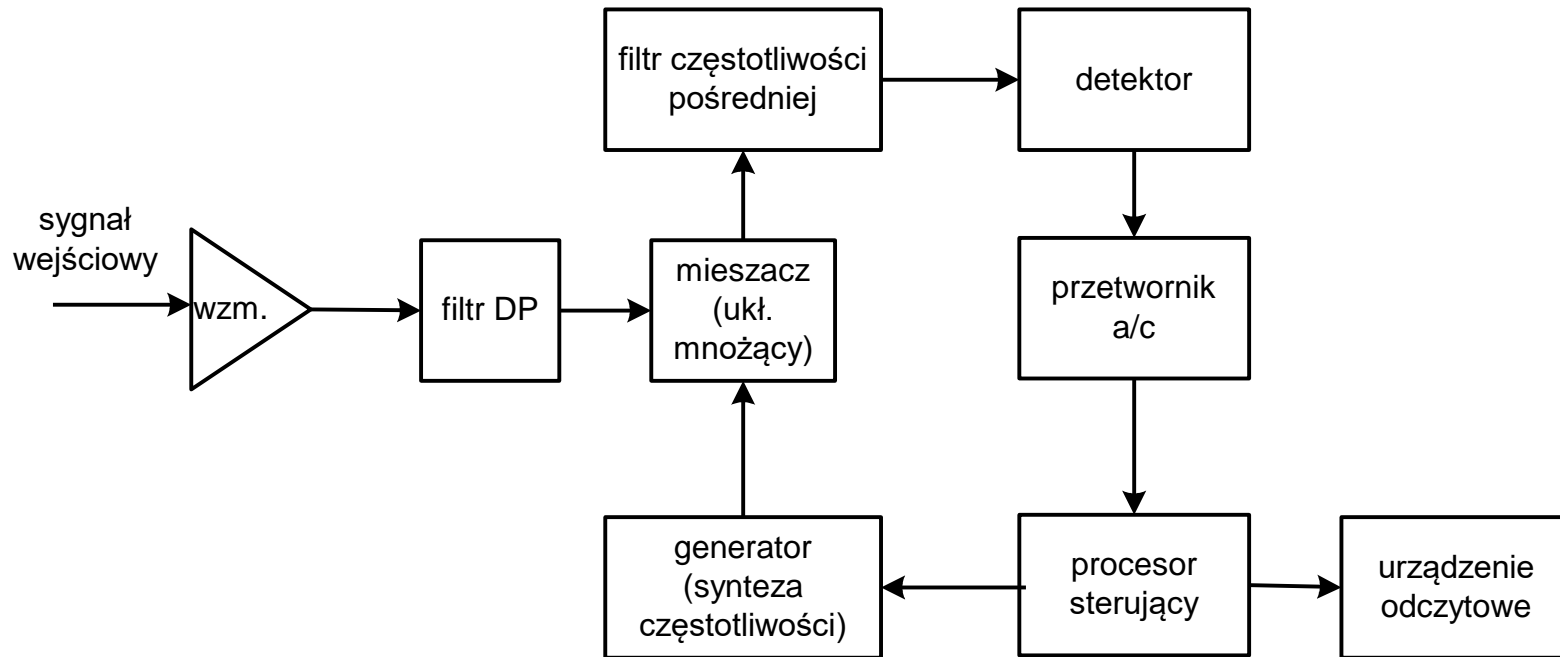 filtr częstotliwości
pośredniej
detektor
sygnał
wejściowy
wzm.
filtr DP
mieszacz
(ukł.
mnożący)
przetwornik
a/c
generator
(synteza
częstotliwości)
procesor
sterujący
urządzenie
odczytowe